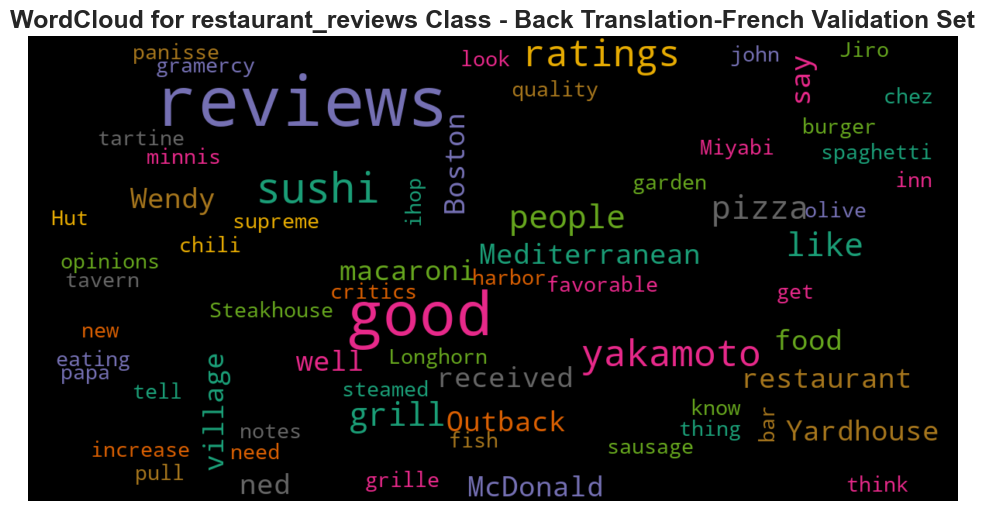 WordCloud for restaurant_reviews Class - Back Translation-French Validation Set
panisse
gramercy
look
ratings
john
Jiro
say
reviews
quality
chez
tartine
minnis
Boston
burger
Miyabi
spaghetti
sushi
ihop
garden
inn
Wendy
Hut
supreme
people
pizza
olive
chili
Mediterranean
like
opinions
tavern
macaroni
harbor
critics
favorable
get
Steakhouse
good
new
eating
papa
well
Longhorn
yakamoto
food
tell
village
steamed
received
restaurant
grill
Outback
know
thing
bar
Yardhouse
notes
fish
sausage
increase
need
pull
ned
grille
McDonald
think